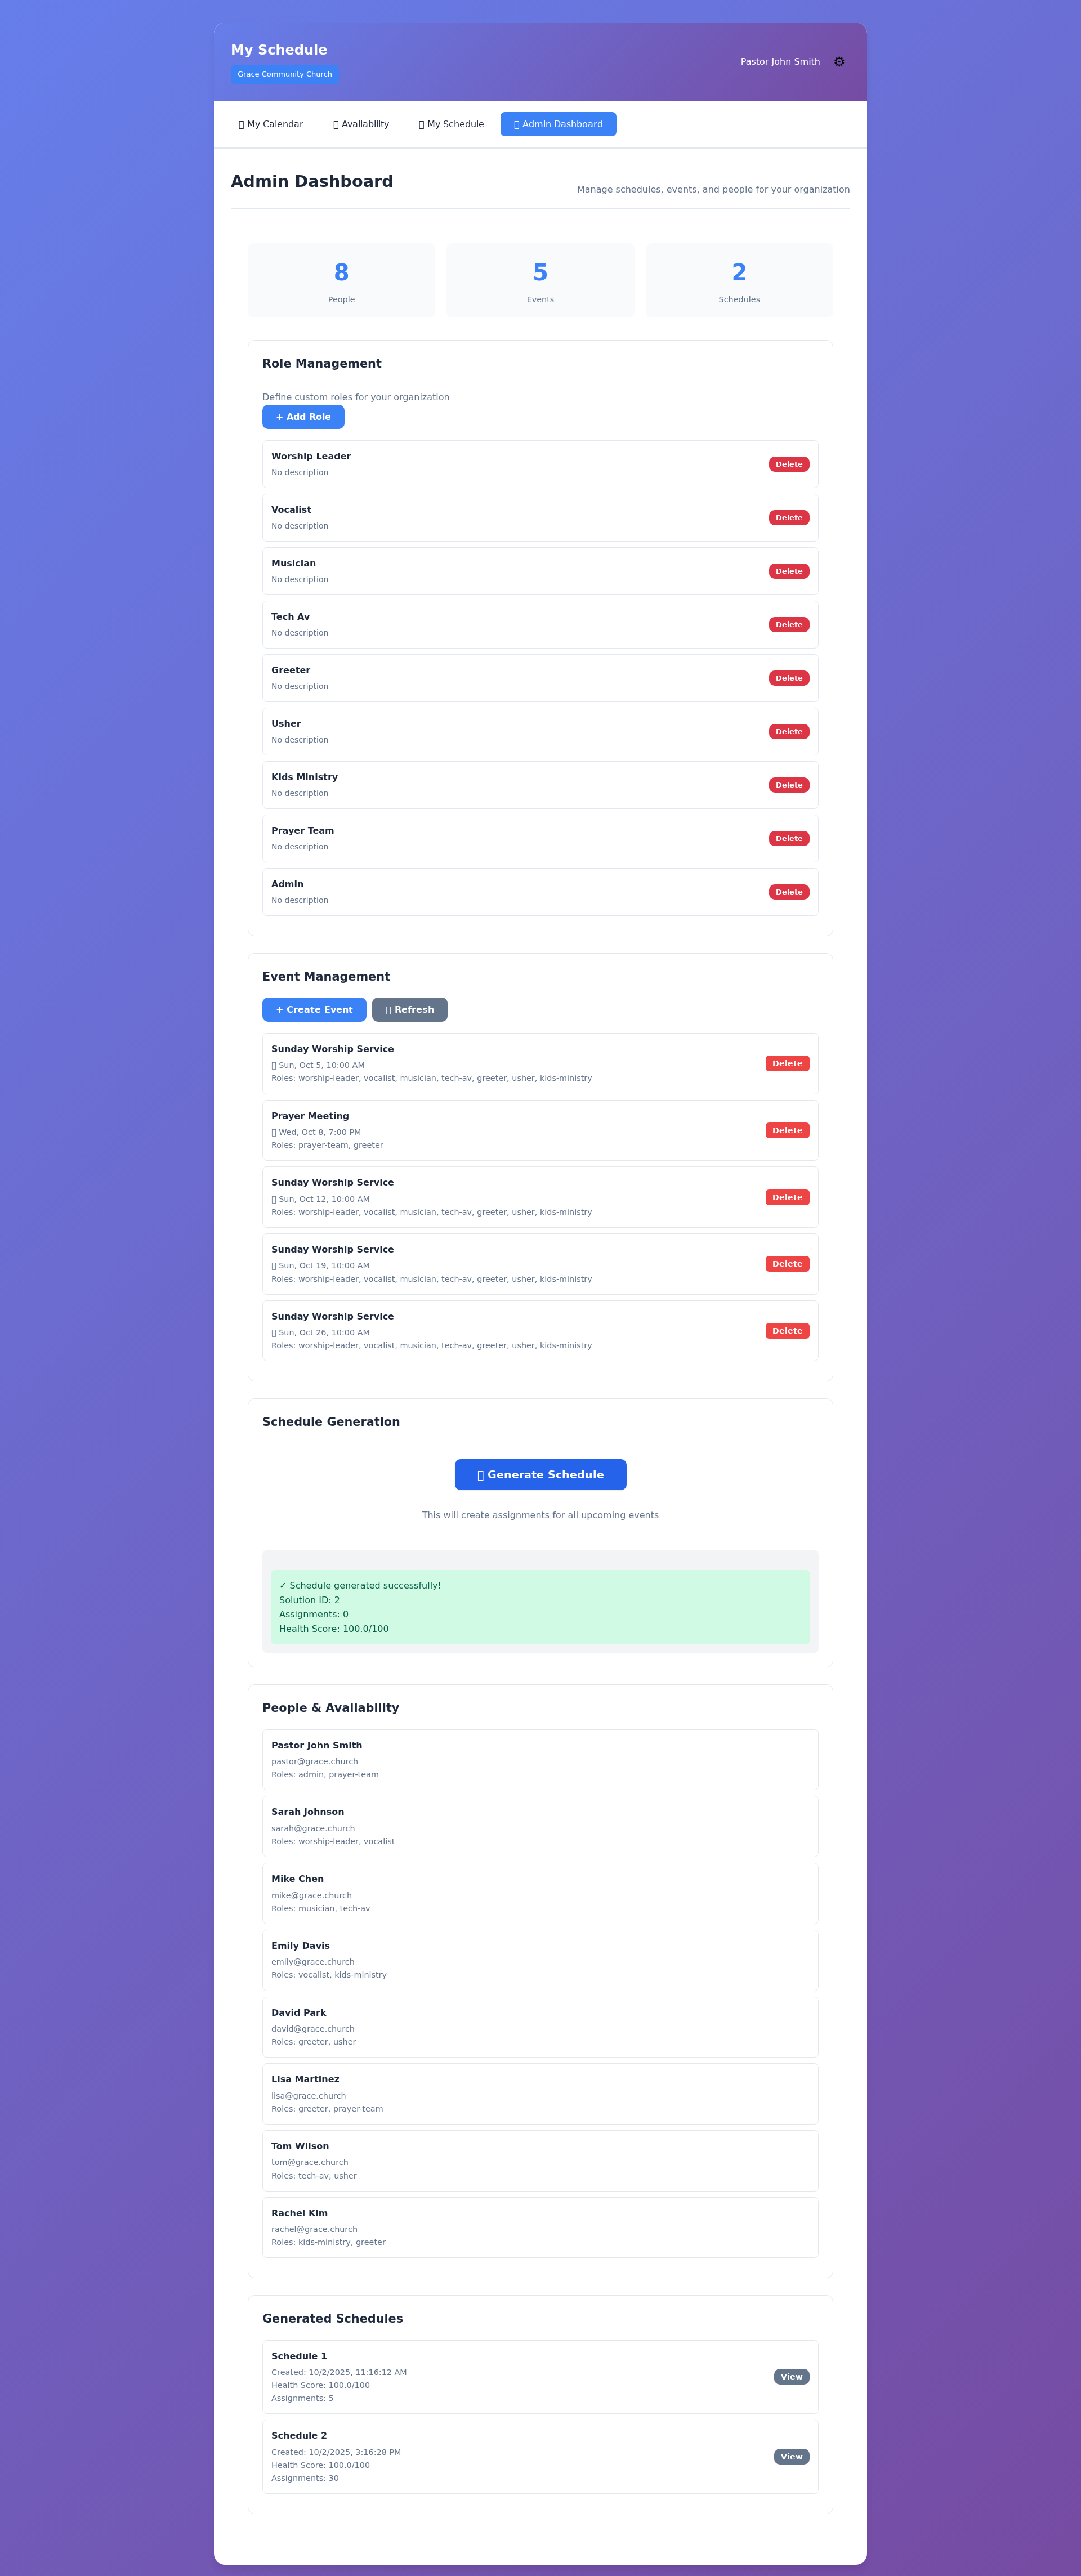 My Schedule
Grace Community Church
Pastor John Smith
My Calendar
Availability
My Schedule
Admin Dashboard
Admin Dashboard
Manage schedules, events, and people for your organization
8
People
5
Events
2
Schedules
Role Management
Define custom roles for your organization
+ Add Role
Worship Leader
No description
Delete
Vocalist
No description
Delete
Musician
No description
Delete
Tech Av
No description
Delete
Greeter
No description
Delete
Usher
No description
Delete
Kids Ministry
No description
Delete
Prayer Team
No description
Delete
Admin
No description
Delete
Event Management
+ Create Event
Refresh
Sunday Worship Service
Sun, Oct 5, 10:00 AM
Roles: worship-leader, vocalist, musician, tech-av, greeter, usher, kids-ministry
Delete
Prayer Meeting
Wed, Oct 8, 7:00 PM
Roles: prayer-team, greeter
Delete
Sunday Worship Service
Sun, Oct 12, 10:00 AM
Roles: worship-leader, vocalist, musician, tech-av, greeter, usher, kids-ministry
Delete
Sunday Worship Service
Sun, Oct 19, 10:00 AM
Roles: worship-leader, vocalist, musician, tech-av, greeter, usher, kids-ministry
Delete
Sunday Worship Service
Sun, Oct 26, 10:00 AM
Roles: worship-leader, vocalist, musician, tech-av, greeter, usher, kids-ministry
Delete
Schedule Generation
Generate Schedule
This will create assignments for all upcoming events
✓ Schedule generated successfully!
Solution ID: 2
Assignments: 0
Health Score: 100.0/100
People & Availability
Pastor John Smith
pastor@grace.church
Roles: admin, prayer-team
Sarah Johnson
sarah@grace.church
Roles: worship-leader, vocalist
Mike Chen
mike@grace.church
Roles: musician, tech-av
Emily Davis
emily@grace.church
Roles: vocalist, kids-ministry
David Park
david@grace.church
Roles: greeter, usher
Lisa Martinez
lisa@grace.church
Roles: greeter, prayer-team
Tom Wilson
tom@grace.church
Roles: tech-av, usher
Rachel Kim
rachel@grace.church
Roles: kids-ministry, greeter
Generated Schedules
Schedule 1
Created: 10/2/2025, 11:16:12 AM
Health Score: 100.0/100
Assignments: 5
View
Schedule 2
Created: 10/2/2025, 3:16:28 PM
Health Score: 100.0/100
Assignments: 30
View